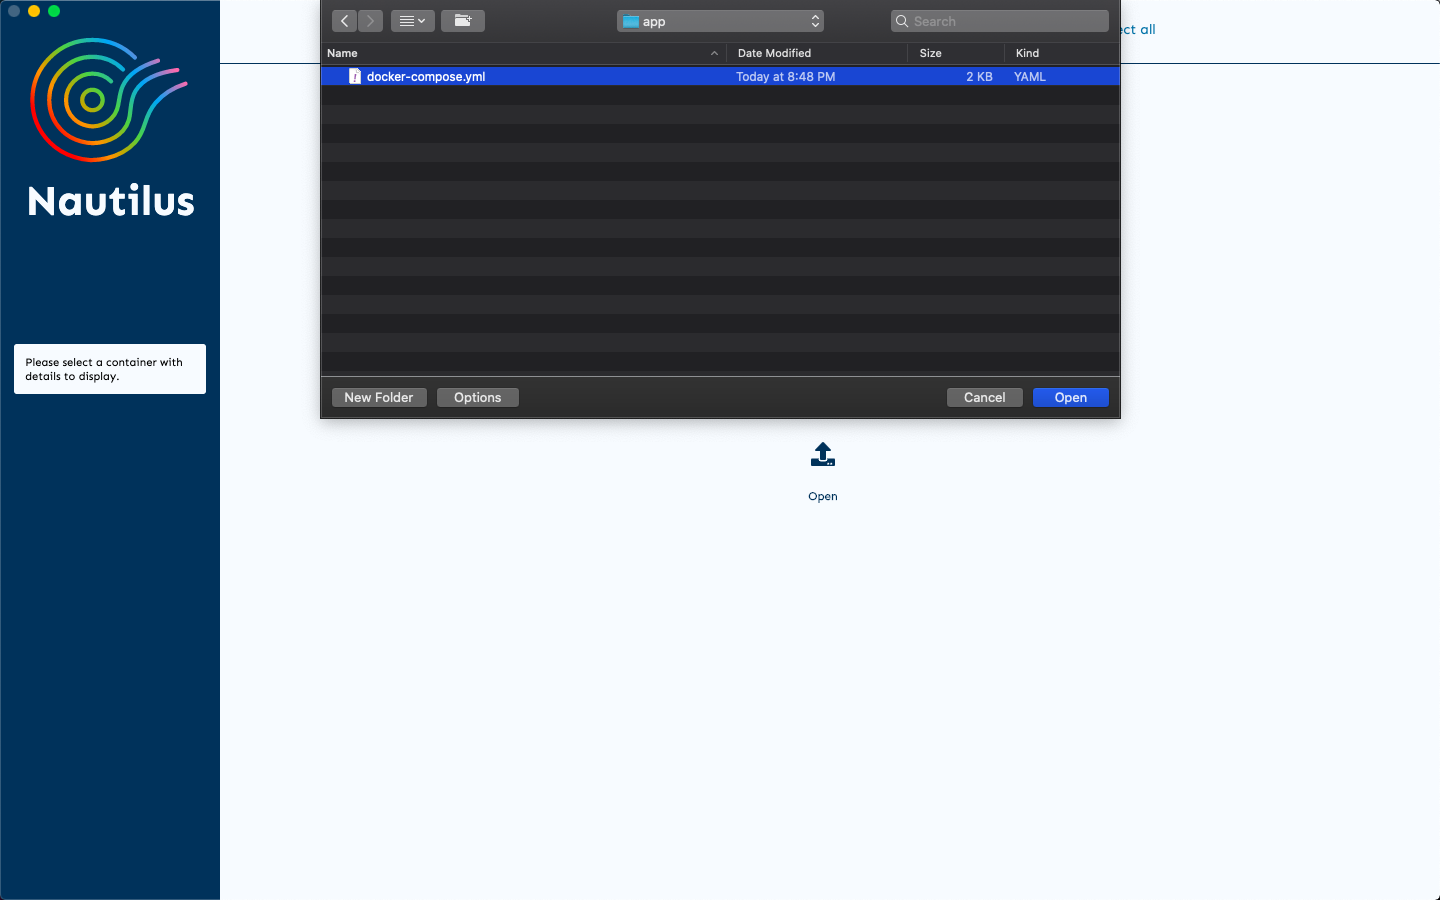 app
Search
ect all
Name
Date Modified
Size
Kind
docker-compose.yml
Today at 8:48 PM
2 KB
YAML
Nautilus
Please select a container with
details to display.
New Folder
Options
Cancel
Open
Open